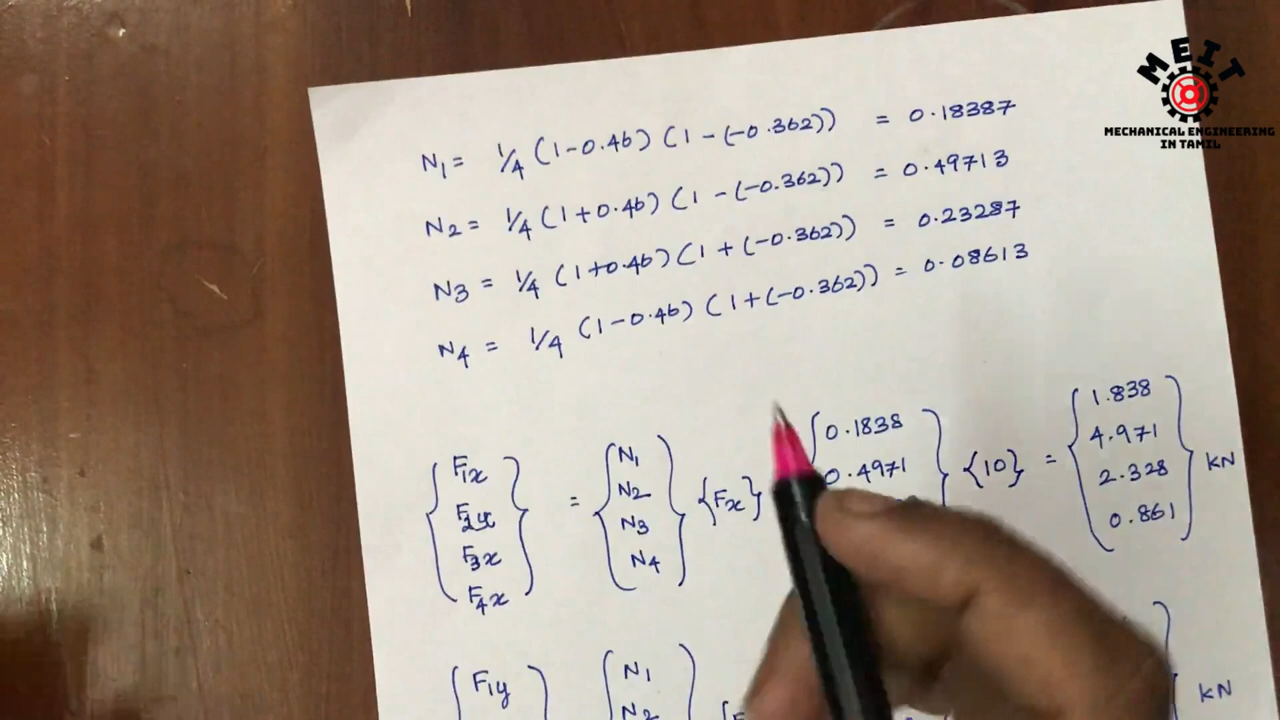 MEIT
MECHANICAL ENGINEERING
IN TAMIL
N₁ = 1/4 (1-0.46) (1-(-0.362)) = 0.18387
N₂ = 1/4 (1+0.46) (1-(-0.362)) = 0.49713
N₃ = 1/4 (1+0.46) (1+(-0.362)) = 0.23287
N₄ = 1/4 (1-0.46) (1+(-0.362)) = 0.08613
F₁x N₁ 0.1838 1.838
F₂x = N₂ {Fx} 0.4971 {10} = 4.971 KN
F₃x N₃ 2.328
F₄x N₄ 0.861
F₁y N₁ KN
N₂